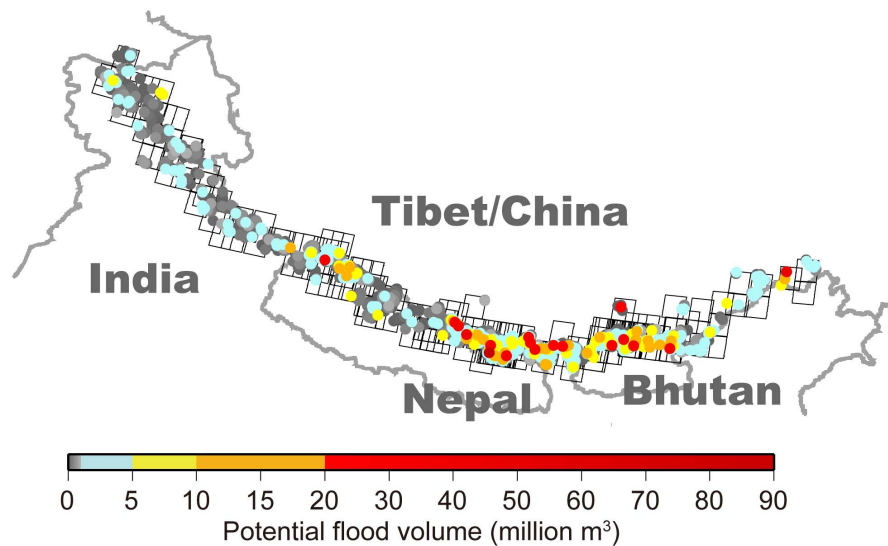 Tibet/China
India
Nepal
Bhutan
0 5 10 15 20 30 40 50 60 70 80 90
Potential flood volume (million m³)